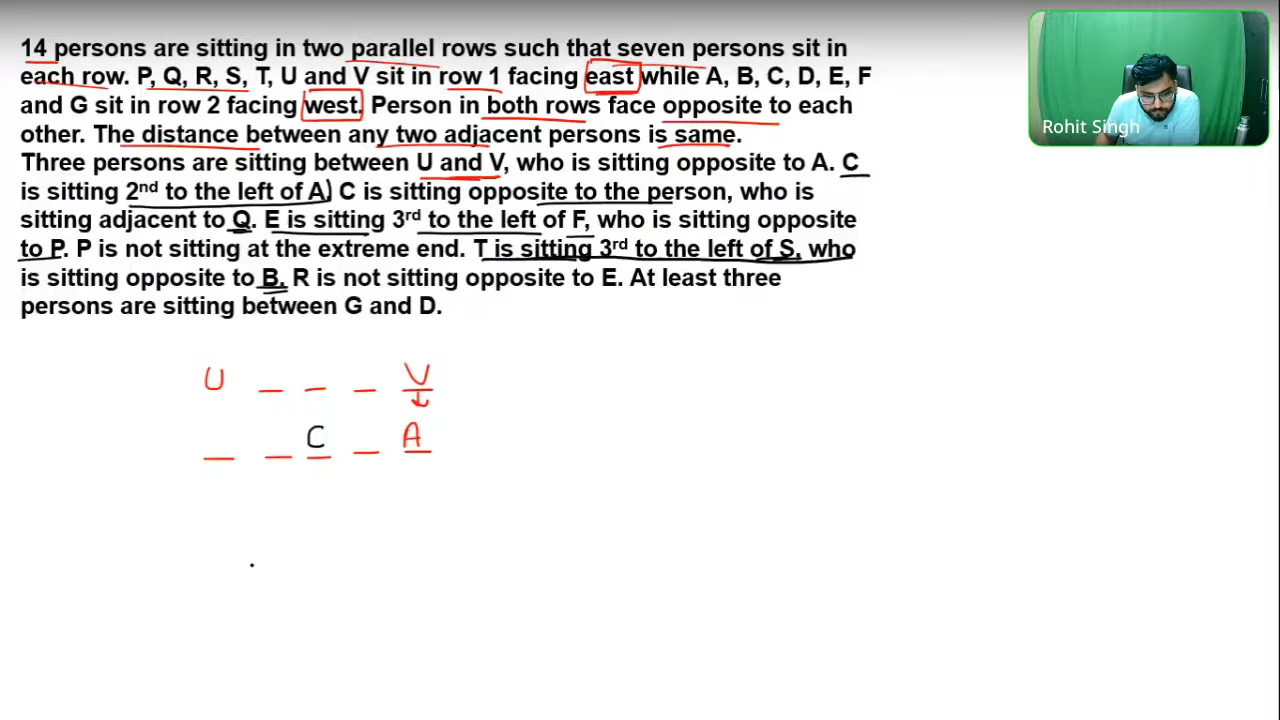 14 persons are sitting in two parallel rows such that seven persons sit in
each row. P, Q, R, S, T, U and V sit in row 1 facing east while A, B, C, D, E, F
and G sit in row 2 facing west. Person in both rows face opposite to each
other. The distance between any two adjacent persons is same.
Three persons are sitting between U and V, who is sitting opposite to A. C
is sitting 2nd to the left of A. C is sitting opposite to the person, who is
sitting adjacent to Q. E is sitting 3rd to the left of F, who is sitting opposite
to P. P is not sitting at the extreme end. T is sitting 3rd to the left of S, who
is sitting opposite to B. R is not sitting opposite to E. At least three
persons are sitting between G and D.
Rohit Singh
U _ _ _ V
_ _ C _ A